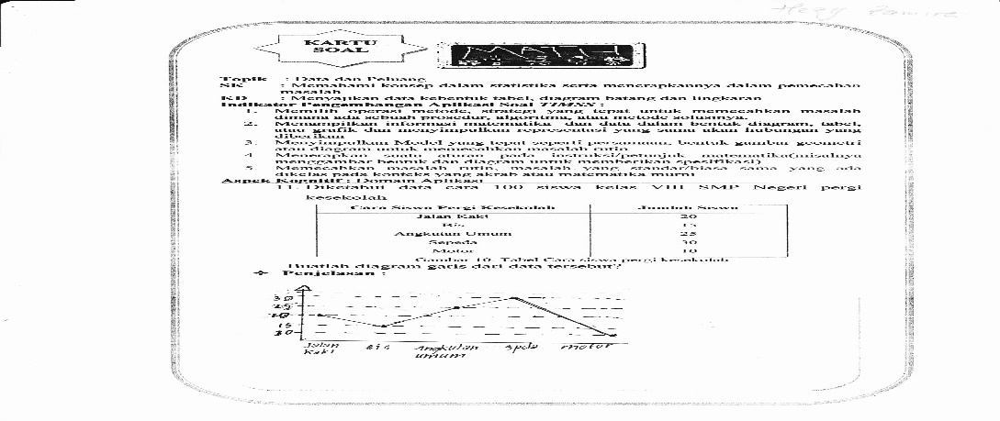 Hezy Zamira
KARTU
SOAL
Topik : Data dan Peluang
SK : Memahami konsep dalam statistika serta menerapkannya dalam pemecahan
masalah
KD : Menyajikan data kebentuk tabel, diagram batang dan lingkaran
Indikator Pengembangan Aplikasi Soal TIMSS :
1. Memilih operasi metode, strategi yang tepat untuk memecahkan masalah
dimana ada sebuah prosedur, algoritma, atau metode solusinya.
2. Menampilkan informasi matematika dan data dalam bentuk diagram, tabel,
atau grafik dan menyimpulkan representasi yang sama akan hubungan yang
diberikan
3. Menyimpulkan Model yang tepat seperti persamaan, bentuk gambar geometri
atau diagram untuk memecahkan masalah rutin
4. Menerapkan suatu aturan pada instruksi/petunjuk matematika(misalnya
menggambar bentuk dan diagram untuk memberikan spesifikasi)
5. Memecahkan masalah rutin, masalah yang standar/biasa sama yang ada
dikelas pada konteks yang akrab atau matematika murni
Aspek Kognitif : Domain Aplikasi
11. Diketahui data cara 100 siswa kelas VIII SMP Negeri pergi
kesekolah
Cara Siswa Pergi Kesekolah Jumlah Siswa
Jalan Kaki 20
Bis 15
Angkutan Umum 25
Sepeda 30
Motor 10
Gambar 10. Tabel Cara siswa pergi kesekolah
Buatlah diagram garis dari data tersebut?
❖ Penjelasan :
30
25
20
15
Jalan Bis Angkutan motor
Kaki umum